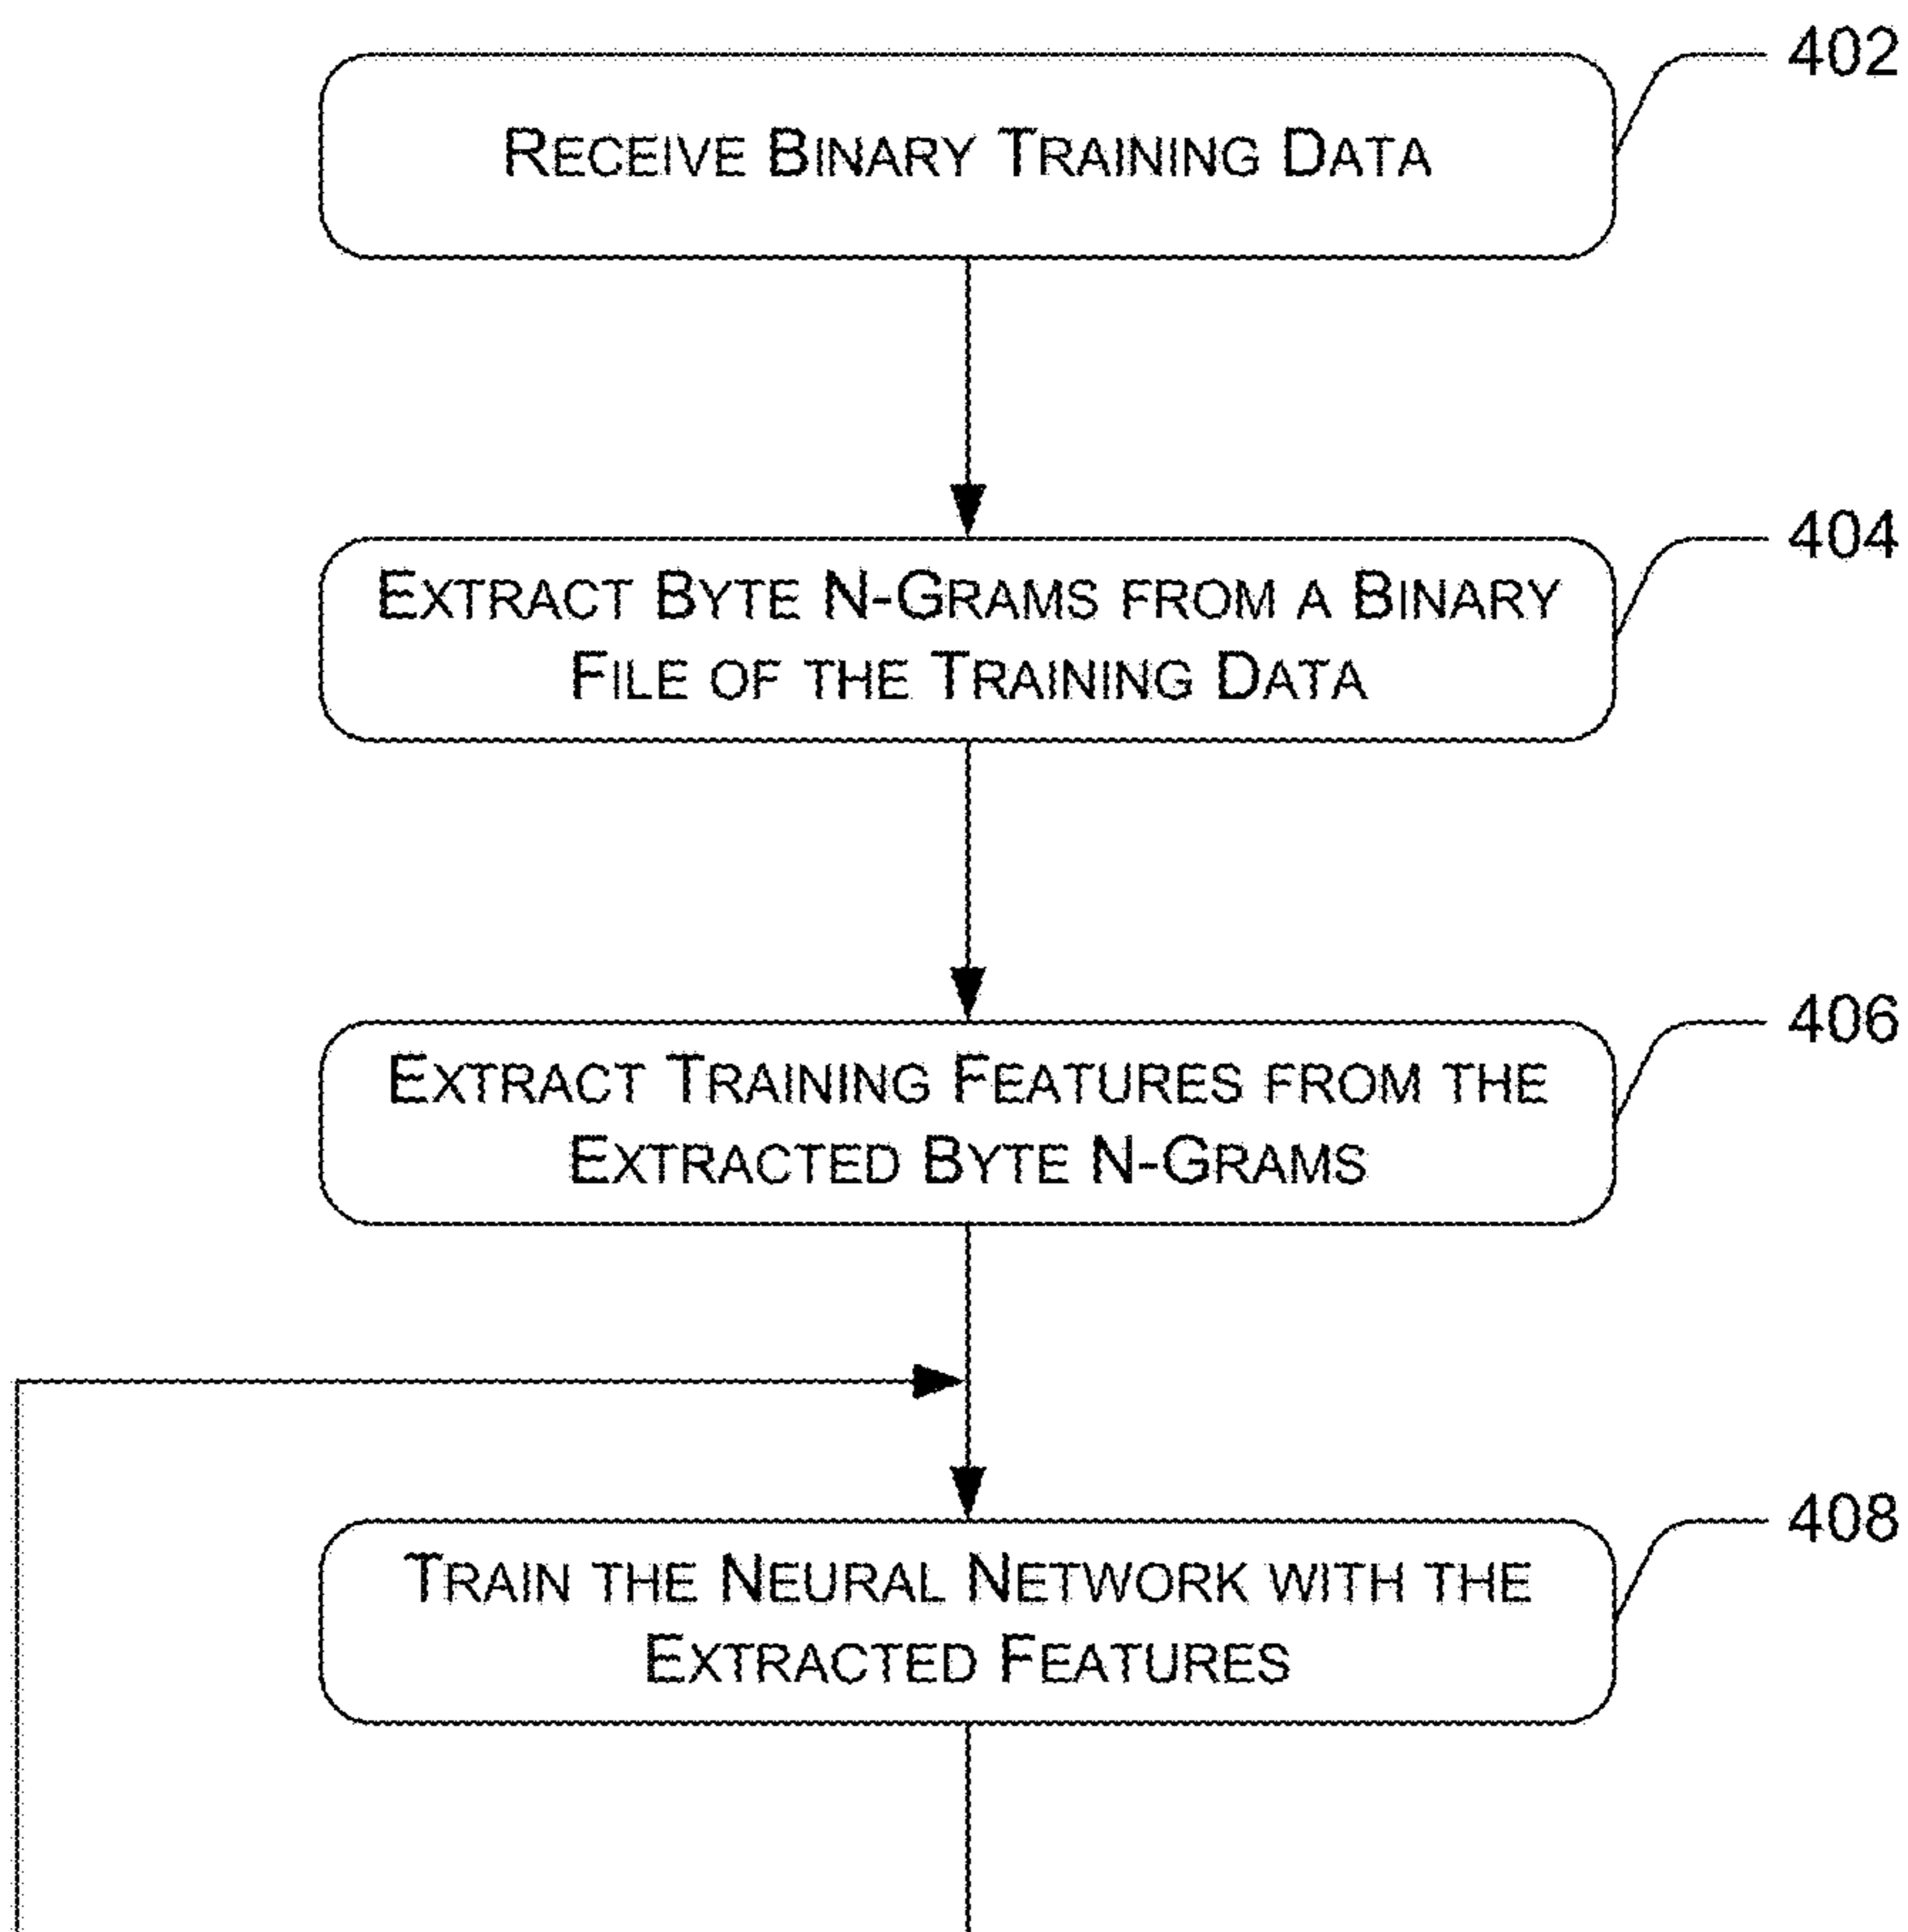 402
RECEIVE BINARY TRAINING DATA
404
EXTRACT BYTE N-GRAMS FROM A BINARY
FILE OF THE TRAINING DATA
406
EXTRACT TRAINING FEATURES FROM THE
EXTRACTED BYTE N-GRAMS
408
TRAIN THE NEURAL NETWORK WITH THE
EXTRACTED FEATURES